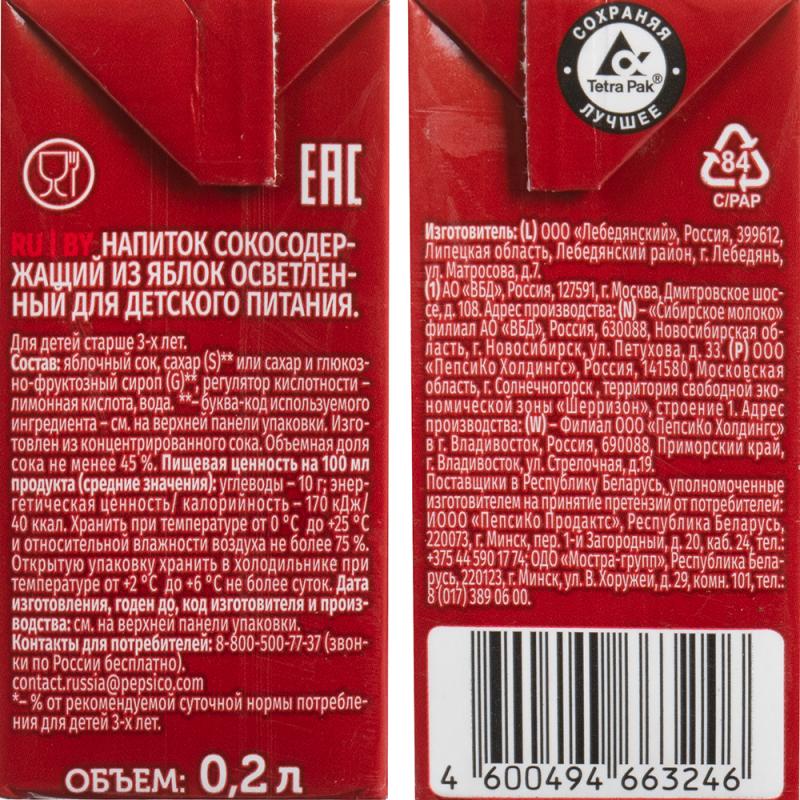 EAC
RU | BY НАПИТОК СОКОСОДЕР-
ЖАЩИЙ ИЗ ЯБЛОК ОСВЕТЛЕН-
НЫЙ ДЛЯ ДЕТСКОГО ПИТАНИЯ.
Для детей старше 3-х лет.
Состав: яблочный сок, сахар (S)** или сахар и глюкоз-
но-фруктозный сироп (G)**, регулятор кислотности –
лимонная кислота, вода. **– буква-код используемого
ингредиента – см. на верхней панели упаковки. Изго-
товлен из концентрированного сока. Объемная доля
сока не менее 45 %. Пищевая ценность на 100 мл
продукта (средние значения): углеводы – 10 г; энер-
гетическая ценность/ калорийность – 170 кДж/
40 ккал. Хранить при температуре от 0 °С до +25 °С
и относительной влажности воздуха не более 75 %.
Открытую упаковку хранить в холодильнике при
температуре от +2 °С до +6 °С не более суток. Дата
изготовления, годен до, код изготовителя и произ-
водства: см. на верхней панели упаковки.
Контакты для потребителей: 8-800-500-77-37 (звон-
ки по России бесплатно).
contact.russia@pepsico.com
*– % от рекомендуемой суточной нормы потребле-
ния для детей 3-х лет.
ОБЪЕМ: 0,2 л
СОХРАНЯЯ
Tetra Pak®
ЛУЧШЕЕ
84
C/PAP
Изготовитель: (L) ООО «Лебедянский», Россия, 399612,
Липецкая область, Лебедянский район, г. Лебедянь,
ул. Матросова, д.7.
(1) АО «ВБД», Россия, 127591, г. Москва, Дмитровское шос-
се, д. 108. Адрес производства: (N) – «Сибирское молоко»
филиал АО «ВБД», Россия, 630088, Новосибирская об-
ласть, г. Новосибирск, ул. Петухова, д. 33. (P) ООО
«ПепсиКо Холдингс», Россия, 141580, Московская
область, г. Солнечногорск , территория свободной эко-
номической зоны «Шерризон», строение 1. Адрес
производства: (W) – Филиал ООО «ПепсиКо Холдингс»
в г. Владивосток, Россия, 690088, Приморский край,
г. Владивосток, ул. Стрелочная, д.19.
Поставщики в Республику Беларусь, уполномоченные
изготовителем на принятие претензий от потребителей:
ИООО «ПепсиКо Продактс», Республика Беларусь,
220073, г. Минск, пер. 1-й Загородный, д. 20, каб. 24, тел.:
+375 44 590 17 74; ОДО «Мостра-групп», Республика Бела-
русь, 220123, г. Минск, ул. В. Хоружей, д. 29, комн. 101, тел.:
8 (017) 389 06 00.
4 600494 663246